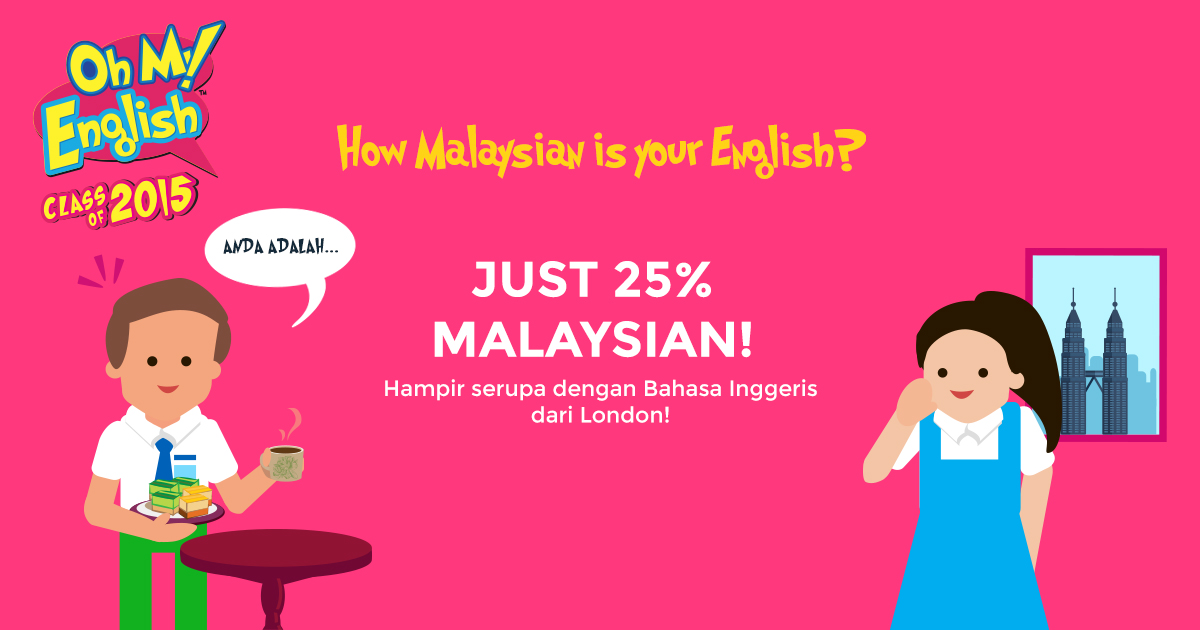 Oh My!
English™
CLASS OF 2015
How Malaysian is your English?
ANDA ADALAH...
JUST 25%
MALAYSIAN!
Hampir serupa dengan Bahasa Inggeris
dari London!